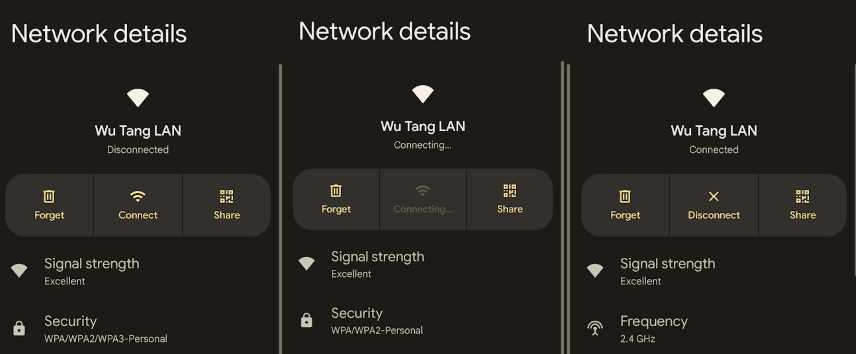 Network details
Wu Tang LAN
Disconnected
Forget
Connect
Share
Signal strength
Excellent
Security
WPA/WPA2/WPA3-Personal
Network details
Wu Tang LAN
Connecting...
Forget
Connecting...
Share
Signal strength
Excellent
Security
WPA/WPA2-Personal
Network details
Wu Tang LAN
Connected
Forget
Disconnect
Share
Signal strength
Excellent
Frequency
2.4 GHz